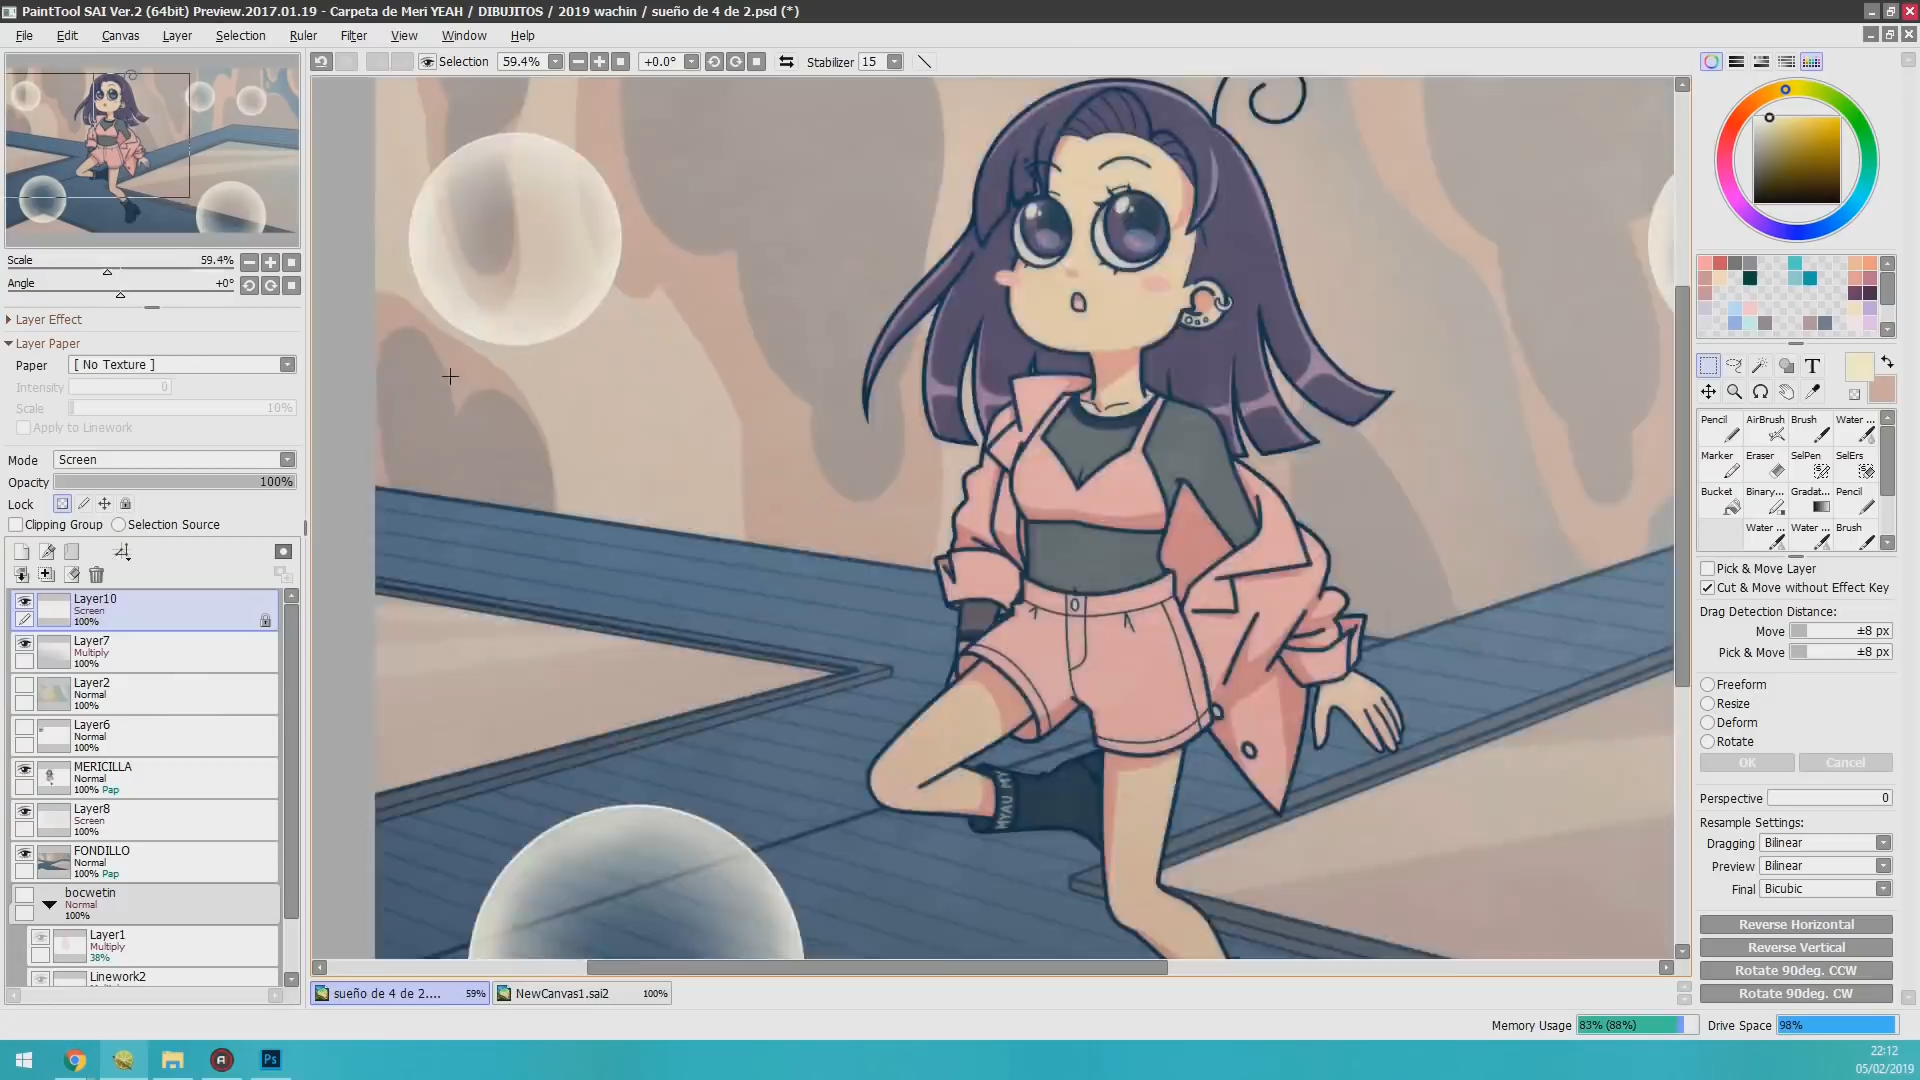 PaintTool SAI Ver.2 (64bit) Preview.2017.01.19 - Carpeta de Meri YEAH / DIBUJITOS / 2019 wachin / sueño de 4 de 2.psd (*)
File Edit Canvas Layer Selection Ruler Filter View Window Help
Selection 59.4% +0.0° Stabilizer 15
Scale 59.4%
Angle +0°
Layer Effect
Layer Paper
Paper [ No Texture ]
Intensity 0
Scale 10%
Apply to Linework
Mode Screen
Opacity 100%
Lock
Clipping Group Selection Source
Layer10
Screen
100%
Layer7
Multiply
100%
Layer2
Normal
100%
Layer6
Normal
100%
MERICILLA
Normal
100% Pap
Layer8
Screen
100%
FONDILLO
Normal
100% Pap
bocwetin
Normal
100%
Layer1
Multiply
38%
Linework2
MYAU MY
sueño de 4 de 2.... 59%
NewCanvas1.sai2 100%
T
Pencil AirBrush Brush Water ...
Marker Eraser SelPen SelErs
Bucket Binary... Gradat... Pencil
Water ... Water ... Brush
Pick & Move Layer
Cut & Move without Effect Key
Drag Detection Distance:
Move ±8 px
Pick & Move ±8 px
Freeform
Resize
Deform
Rotate
OK Cancel
Perspective 0
Resample Settings:
Dragging Bilinear
Preview Bilinear
Final Bicubic
Reverse Horizontal
Reverse Vertical
Rotate 90deg. CCW
Rotate 90deg. CW
Memory Usage 83% (88%) Drive Space 98%
Ps
22:12
05/02/2019